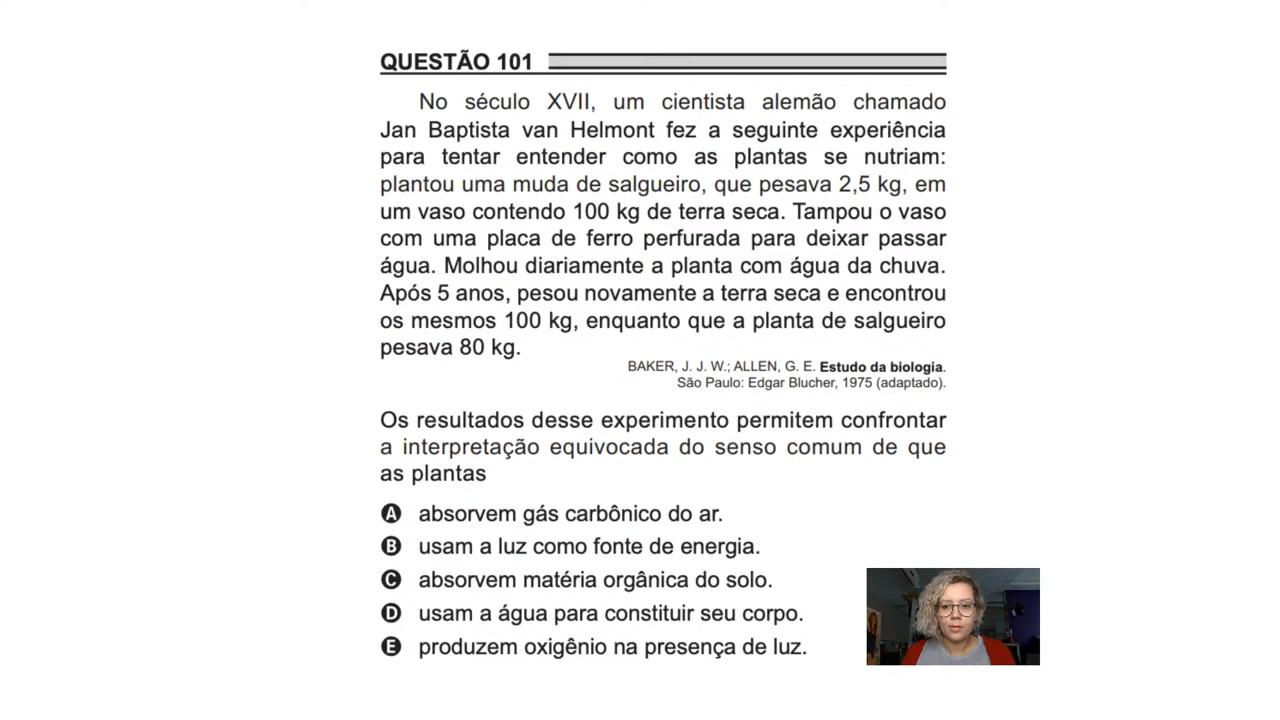 QUESTÃO 101
No século XVII, um cientista alemão chamado
Jan Baptista van Helmont fez a seguinte experiência
para tentar entender como as plantas se nutriam:
plantou uma muda de salgueiro, que pesava 2,5 kg, em
um vaso contendo 100 kg de terra seca. Tampou o vaso
com uma placa de ferro perfurada para deixar passar
água. Molhou diariamente a planta com água da chuva.
Após 5 anos, pesou novamente a terra seca e encontrou
os mesmos 100 kg, enquanto que a planta de salgueiro
pesava 80 kg.
BAKER, J. J. W.; ALLEN, G. E. Estudo da biologia.
São Paulo: Edgar Blucher, 1975 (adaptado).
Os resultados desse experimento permitem confrontar
a interpretação equivocada do senso comum de que
as plantas
A absorvem gás carbônico do ar.
B usam a luz como fonte de energia.
C absorvem matéria orgânica do solo.
D usam a água para constituir seu corpo.
E produzem oxigênio na presença de luz.